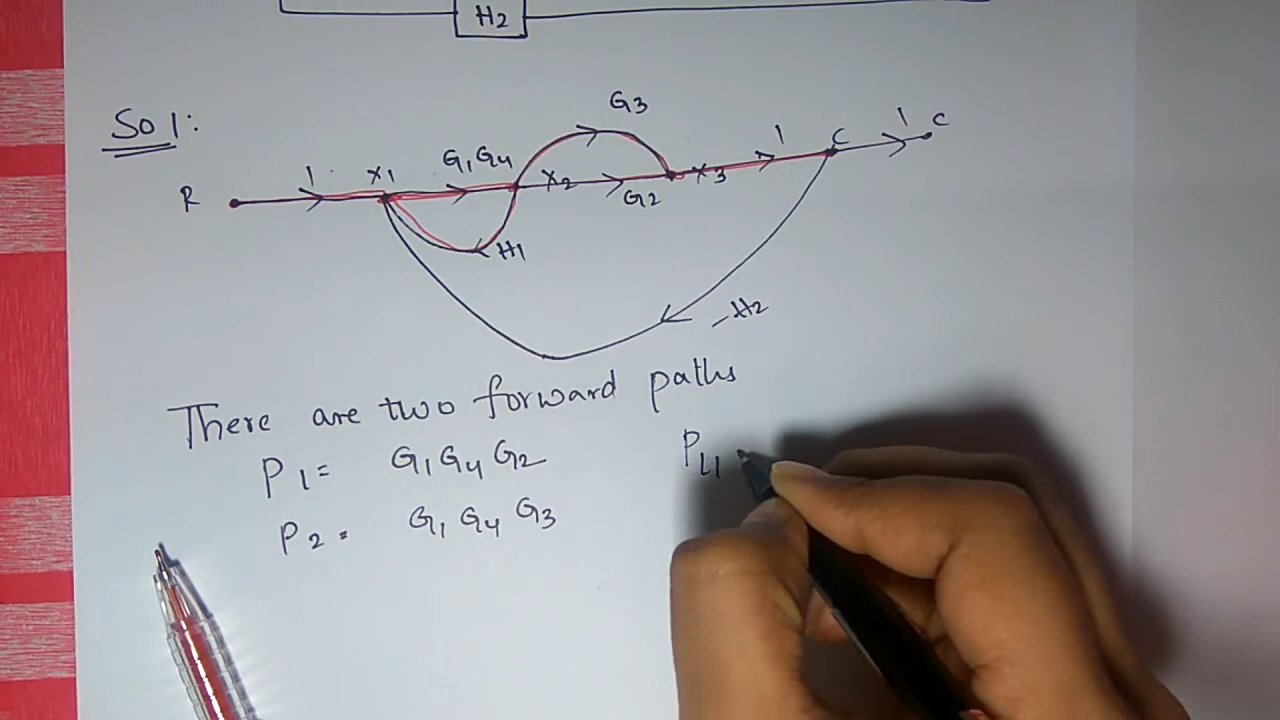 H2
Sol:
G3
1 C
1 C
R 1 X1 G1G4 X2 G2 X3
H1
-H2
There are two forward paths
P1= G1G4G2
PL1
P2= G1G4G3